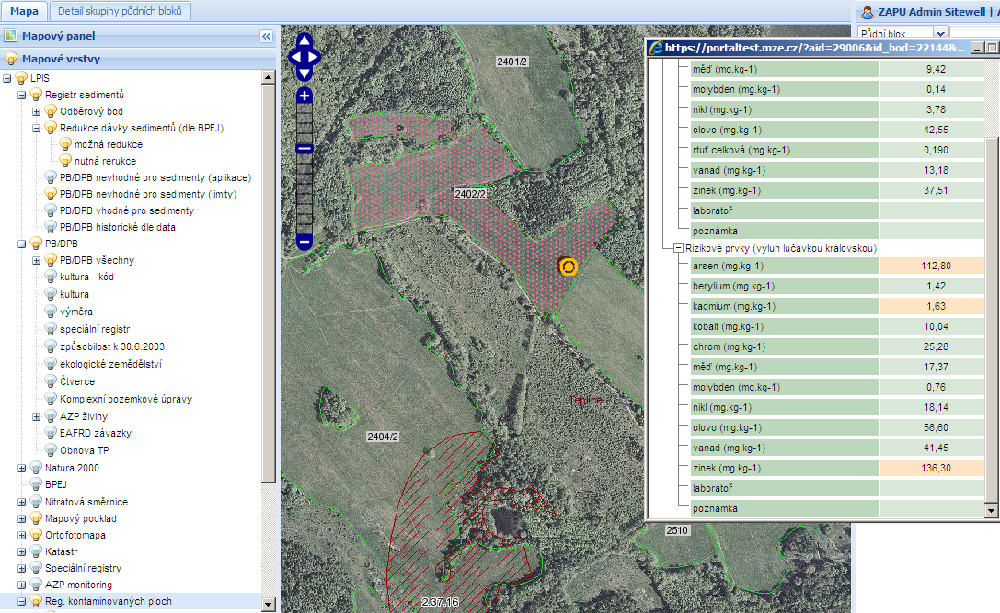 Mapa
Detail skupiny půdních bloků
ZAPU Admin Sitewell |
Mapový panel
Půdní blok
Mapové vrstvy
LPIS
Registr sedimentů
Odběrový bod
Redukce dávky sedimentů (dle BPEJ)
možná redukce
nutná rerukce
PB/DPB nevhodné pro sedimenty (aplikace)
PB/DPB nevhodné pro sedimenty (limity)
PB/DPB vhodné pro sedimenty
PB/DPB historické dle data
PB/DPB
PB/DPB všechny
kultura - kód
kultura
výměra
speciální registr
způsobilost k 30.6.2003
ekologické zemědělství
Čtverce
Komplexní pozemkové úpravy
AZP živiny
EAFRD závazky
Obnova TP
Natura 2000
BPEJ
Nitrátová směrnice
Mapový podklad
Ortofotomapa
Katastr
Speciální registry
AZP monitoring
Reg. kontaminovaných ploch
2401/2
2402/2
Teplice
2404/2
2510
2.37.16
https://portaltest.mze.cz/?aid=29006&id_bod=22144&...
měď (mg.kg-1) 9,42
molybden (mg.kg-1) 0,14
nikl (mg.kg-1) 3,78
olovo (mg.kg-1) 42,55
rtuť celková (mg.kg-1) 0,190
vanad (mg.kg-1) 13,18
zinek (mg.kg-1) 37,51
laboratoř
poznámka
Rizikové prvky (výluh lučavkou královskou)
arsen (mg.kg-1) 112,80
berylium (mg.kg-1) 1,42
kadmium (mg.kg-1) 1,63
kobalt (mg.kg-1) 10,04
chrom (mg.kg-1) 25,28
měď (mg.kg-1) 17,37
molybden (mg.kg-1) 0,76
nikl (mg.kg-1) 18,14
olovo (mg.kg-1) 56,60
vanad (mg.kg-1) 41,45
zinek (mg.kg-1) 136,30
laboratoř
poznámka